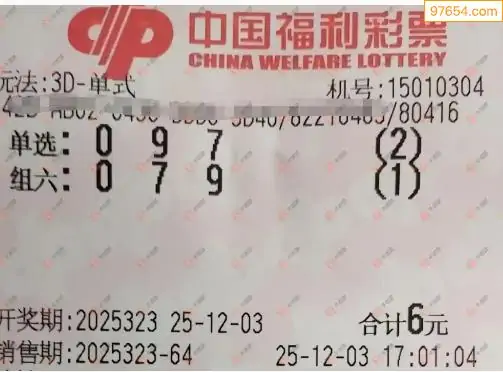 97654.com
中国福利彩票
CHINA WELFARE LOTTERY
玩法:3D-单式 机号:15010304
/80416
单选: 0 9 7 (2)
组六: 0 7 9 (1)
开奖期:2025323 25-12-03 合计6元
销售期:2025323-64 25-12-03 17:01:04